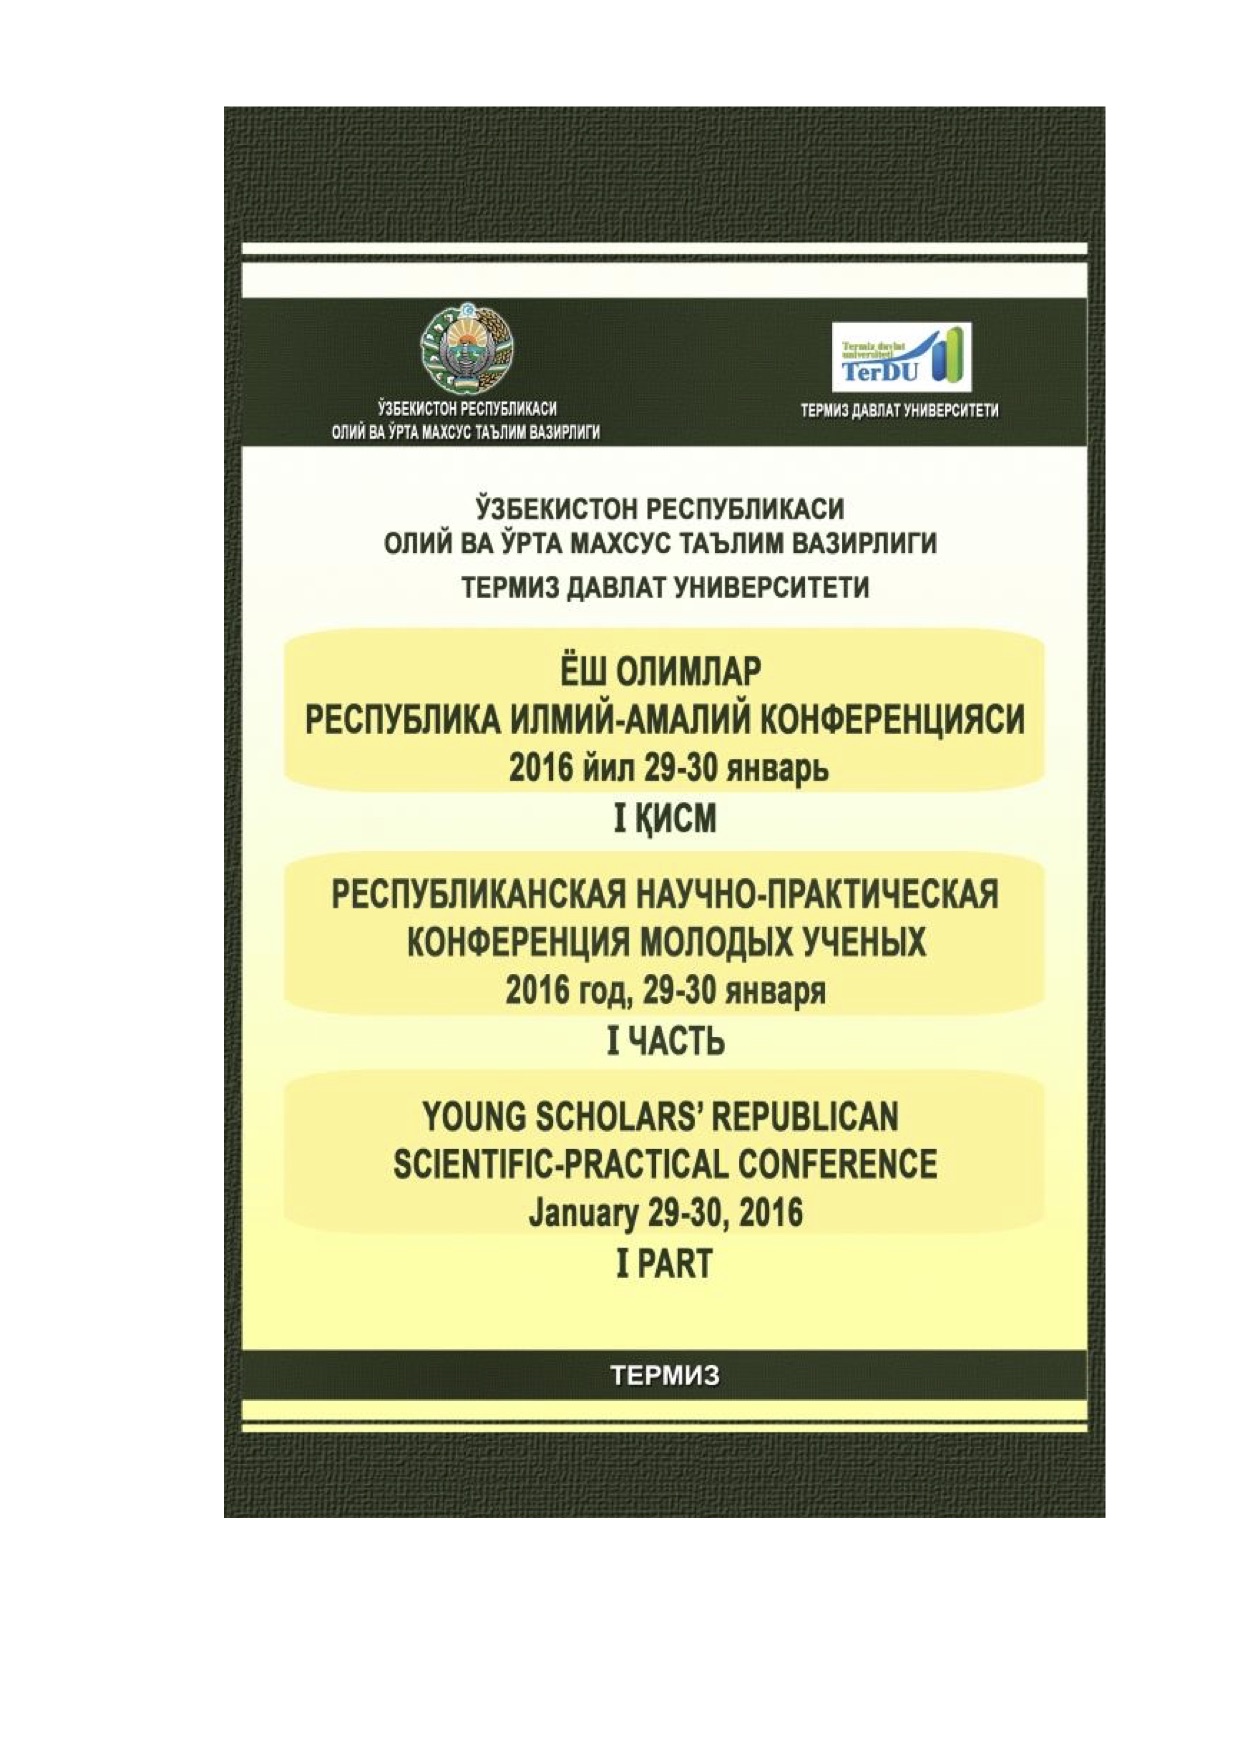 ЎЗБЕКИСТОН РЕСПУБЛИКАСИ
ОЛИЙ ВА ЎРТА МАХСУС ТАЪЛИМ ВАЗИРЛИГИ
Termiz davlat
universiteti
TerDU
ТЕРМИЗ ДАВЛАТ УНИВЕРСИТЕТИ
ЎЗБЕКИСТОН РЕСПУБЛИКАСИ
ОЛИЙ ВА ЎРТА МАХСУС ТАЪЛИМ ВАЗИРЛИГИ
ТЕРМИЗ ДАВЛАТ УНИВЕРСИТЕТИ
ЁШ ОЛИМЛАР
РЕСПУБЛИКА ИЛМИЙ-АМАЛИЙ КОНФЕРЕНЦИЯСИ
2016 йил 29-30 январь
I ҚИСМ
РЕСПУБЛИКАНСКАЯ НАУЧНО-ПРАКТИЧЕСКАЯ
КОНФЕРЕНЦИЯ МОЛОДЫХ УЧЕНЫХ
2016 год, 29-30 января
I ЧАСТЬ
YOUNG SCHOLARS’ REPUBLICAN
SCIENTIFIC-PRACTICAL CONFERENCE
January 29-30, 2016
I PART
ТЕРМИЗ